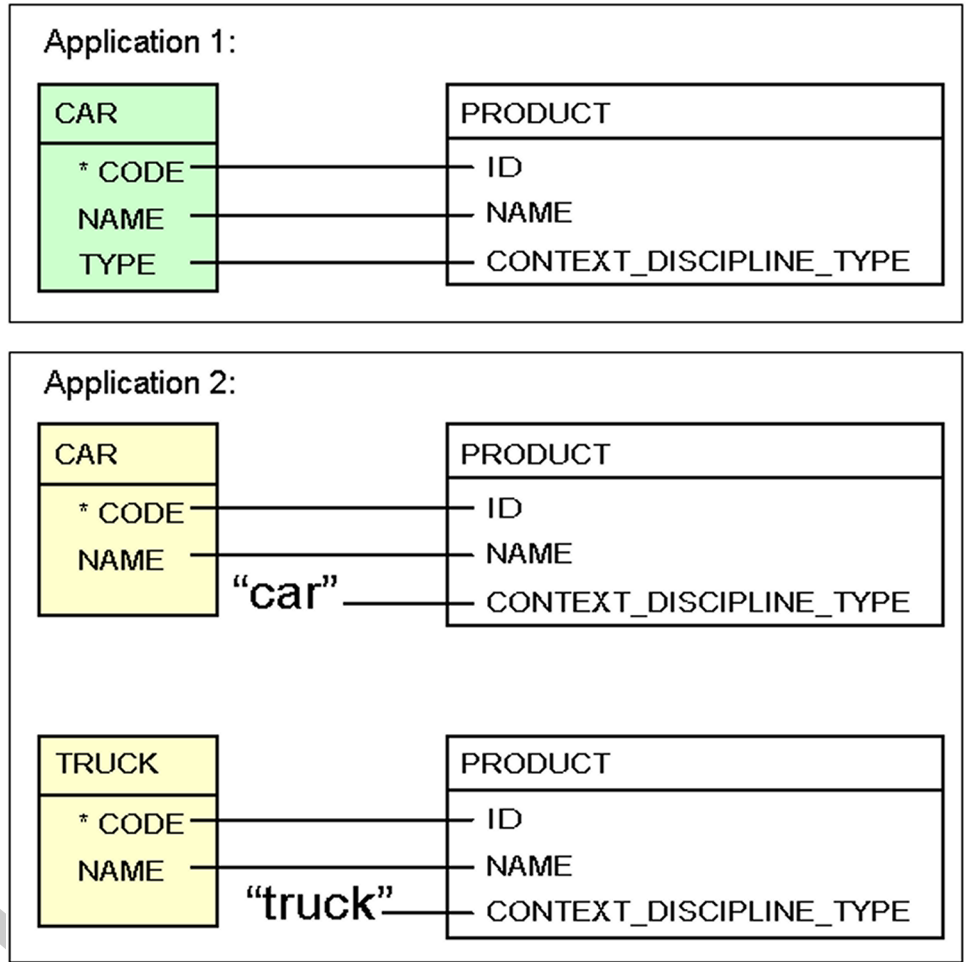 Application 1:
CAR PRODUCT
* CODE ID
NAME NAME
TYPE CONTEXT_DISCIPLINE_TYPE
Application 2:
CAR PRODUCT
* CODE ID
NAME NAME
“car” CONTEXT_DISCIPLINE_TYPE
TRUCK PRODUCT
* CODE ID
NAME NAME
“truck” CONTEXT_DISCIPLINE_TYPE